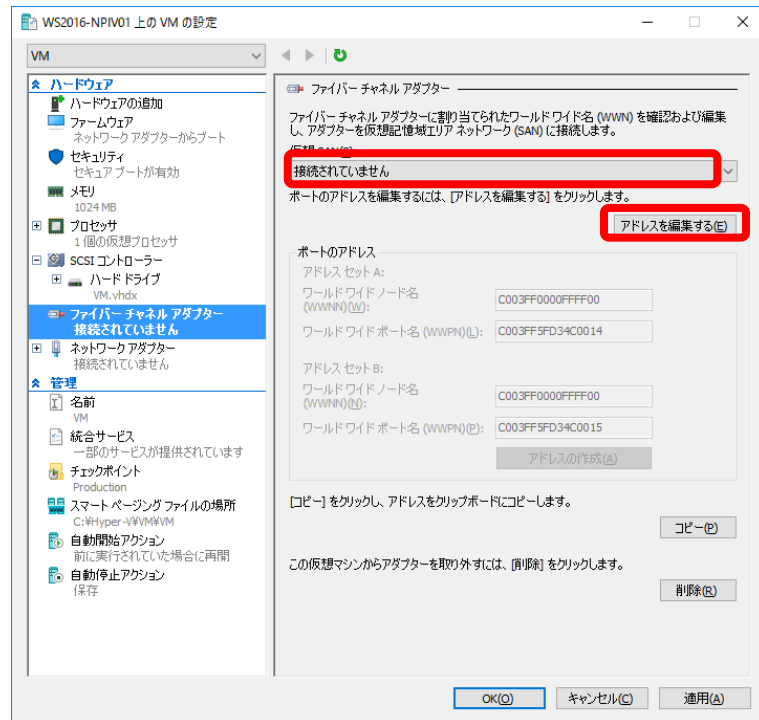 WS2016-NPIV01 上の VM の設定
VM
ハードウェア
ハードウェアの追加
ファームウェア
ネットワーク アダプターからブート
セキュリティ
セキュア ブートが有効
メモリ
1024 MB
プロセッサ
1 個の仮想プロセッサ
SCSI コントローラー
ハード ドライブ
VM.vhdx
ファイバー チャネル アダプター
接続されていません
ネットワーク アダプター
接続されていません
管理
名前
VM
統合サービス
一部のサービスが提供されています
チェックポイント
Production
スマート ページング ファイルの場所
C:¥Hyper-V¥VM¥VM
自動開始アクション
前に実行されていた場合に再開
自動停止アクション
保存
ファイバー チャネル アダプター
ファイバー チャネル アダプターに割り当てられたワールド ワイド名 (WWN) を確認および編集
し、アダプターを仮想記憶域エリア ネットワーク (SAN) に接続します。
接続されていません
ポートのアドレスを編集するには、[アドレスを編集する] をクリックします。
アドレスを編集する(E)
ポートのアドレス
アドレス セット A:
ワールド ワイド ノード名
(WWNN)(W):
C003FF0000FFFF00
ワールド ワイド ポート名 (WWPN)(L):
C003FF5FD34C0014
アドレス セット B:
ワールド ワイド ノード名
(WWNN)(N):
C003FF0000FFFF00
ワールド ワイド ポート名 (WWPN)(P):
C003FF5FD34C0015
アドレスの作成(A)
[コピー] をクリックし、アドレスをクリップボードにコピーします。
コピー(P)
この仮想マシンからアダプターを取り外すには、[削除] をクリックします。
削除(R)
OK(O)
キャンセル(C)
適用(A)